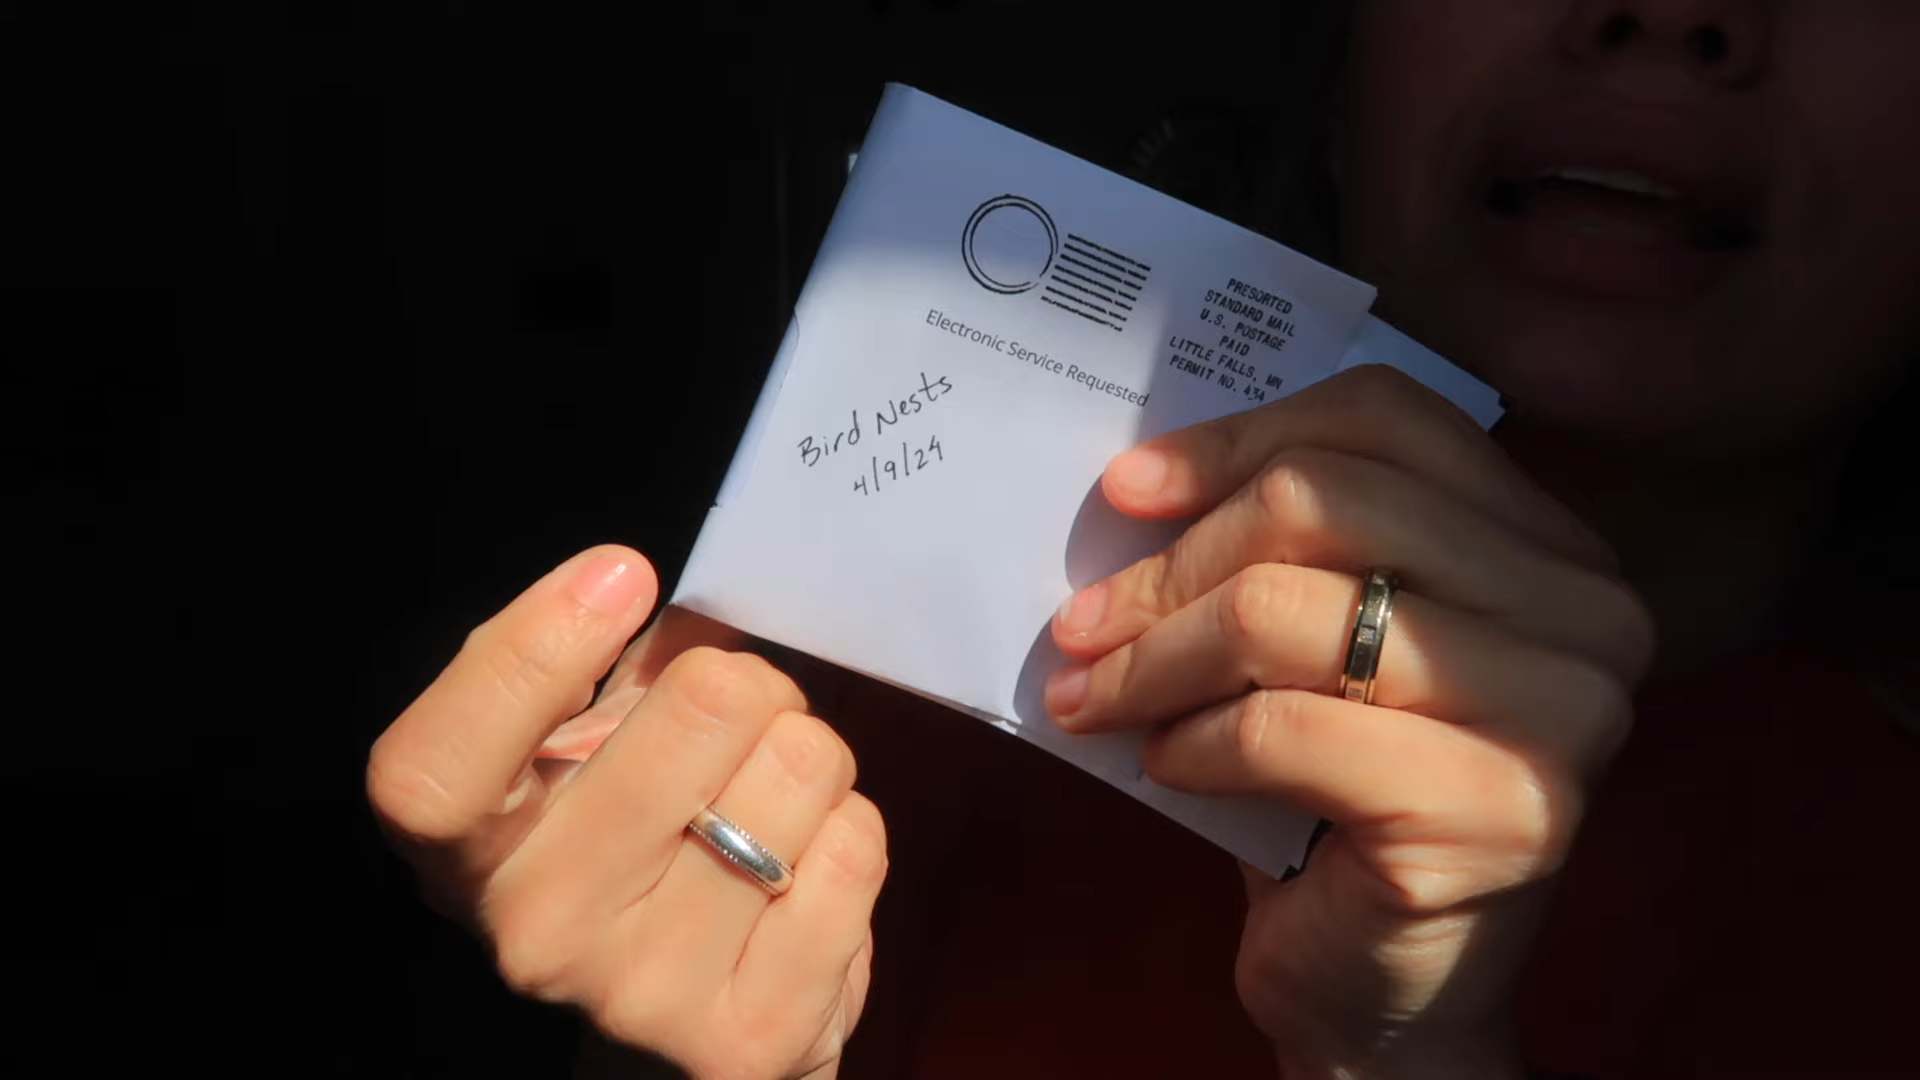 Electronic Service Requested
PRESORTED
STANDARD MAIL
U.S. POSTAGE
PAID
LITTLE FALLS, MN
PERMIT NO. 434
Bird Nests
4/9/24